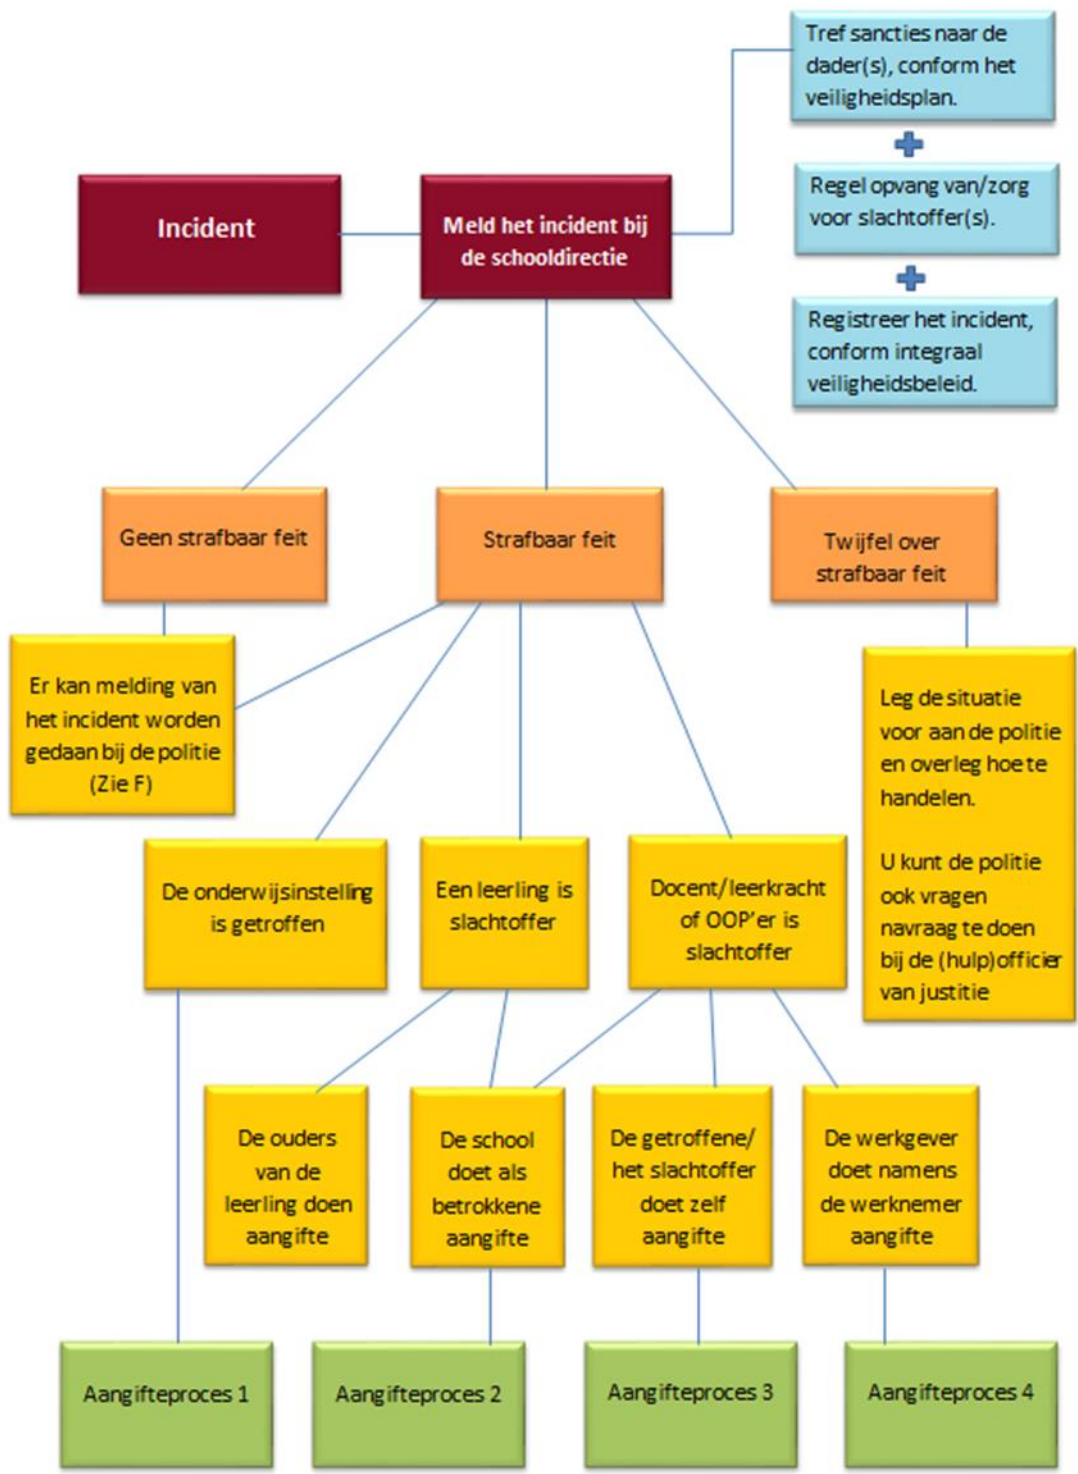 Tref sancties naar de
dader(s), conform het
veiligheidsplan.
Regel opvang van/zorg
voor slachtoffer(s).
Registreer het incident,
conform integraal
veiligheidsbeleid.
Incident
Meld het incident bij
de schooldirectie
Geen strafbaar feit
Strafbaar feit
Twijfel over
strafbaar feit
Er kan melding van
het incident worden
gedaan bij de politie
(Zie F)
Leg de situatie
voor aan de politie
en overleg hoe te
handelen.
U kunt de politie
ook vragen
navraag te doen
bij de (hulp)officier
van justitie
De onderwijsinstelling
is getroffen
Een leerling is
slachtoffer
Docent/leerkracht
of OOP'er is
slachtoffer
De ouders
van de
leerling doen
aangifte
De school
doet als
betrokkene
aangifte
De getroffene/
het slachtoffer
doet zelf
aangifte
De werkgever
doet namens
de werknemer
aangifte
Aangifteproces 1
Aangifteproces 2
Aangifteproces 3
Aangifteproces 4